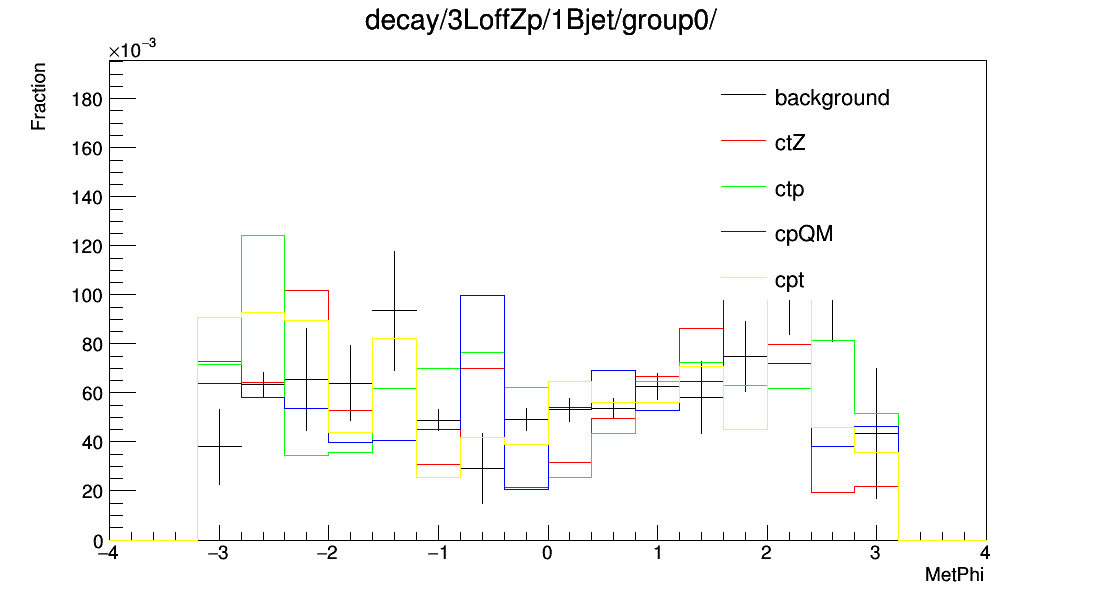 decay/3LoffZp/1Bjet/group0/
×10⁻³
Fraction
180
160
140
120
100
80
60
40
20
0
background
ctZ
ctp
cpQM
cpt
−4 −3 −2 −1 0 1 2 3 4
MetPhi